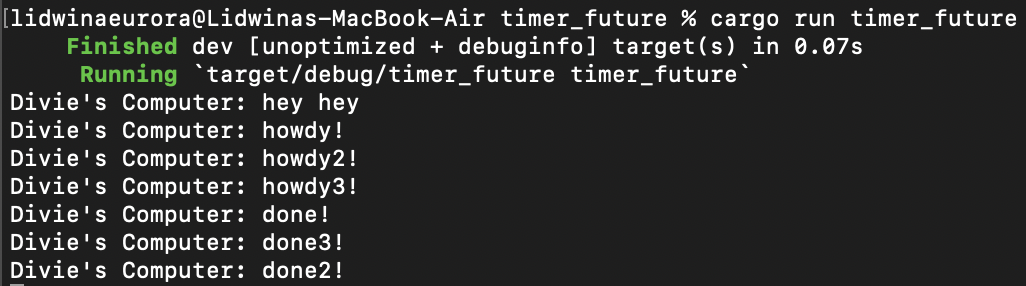 [lidwinaeurora@Lidwinas-MacBook-Air timer_future % cargo run timer_future
Finished dev [unoptimized + debuginfo] target(s) in 0.07s
Running `target/debug/timer_future timer_future`
Divie's Computer: hey hey
Divie's Computer: howdy!
Divie's Computer: howdy2!
Divie's Computer: howdy3!
Divie's Computer: done!
Divie's Computer: done3!
Divie's Computer: done2!